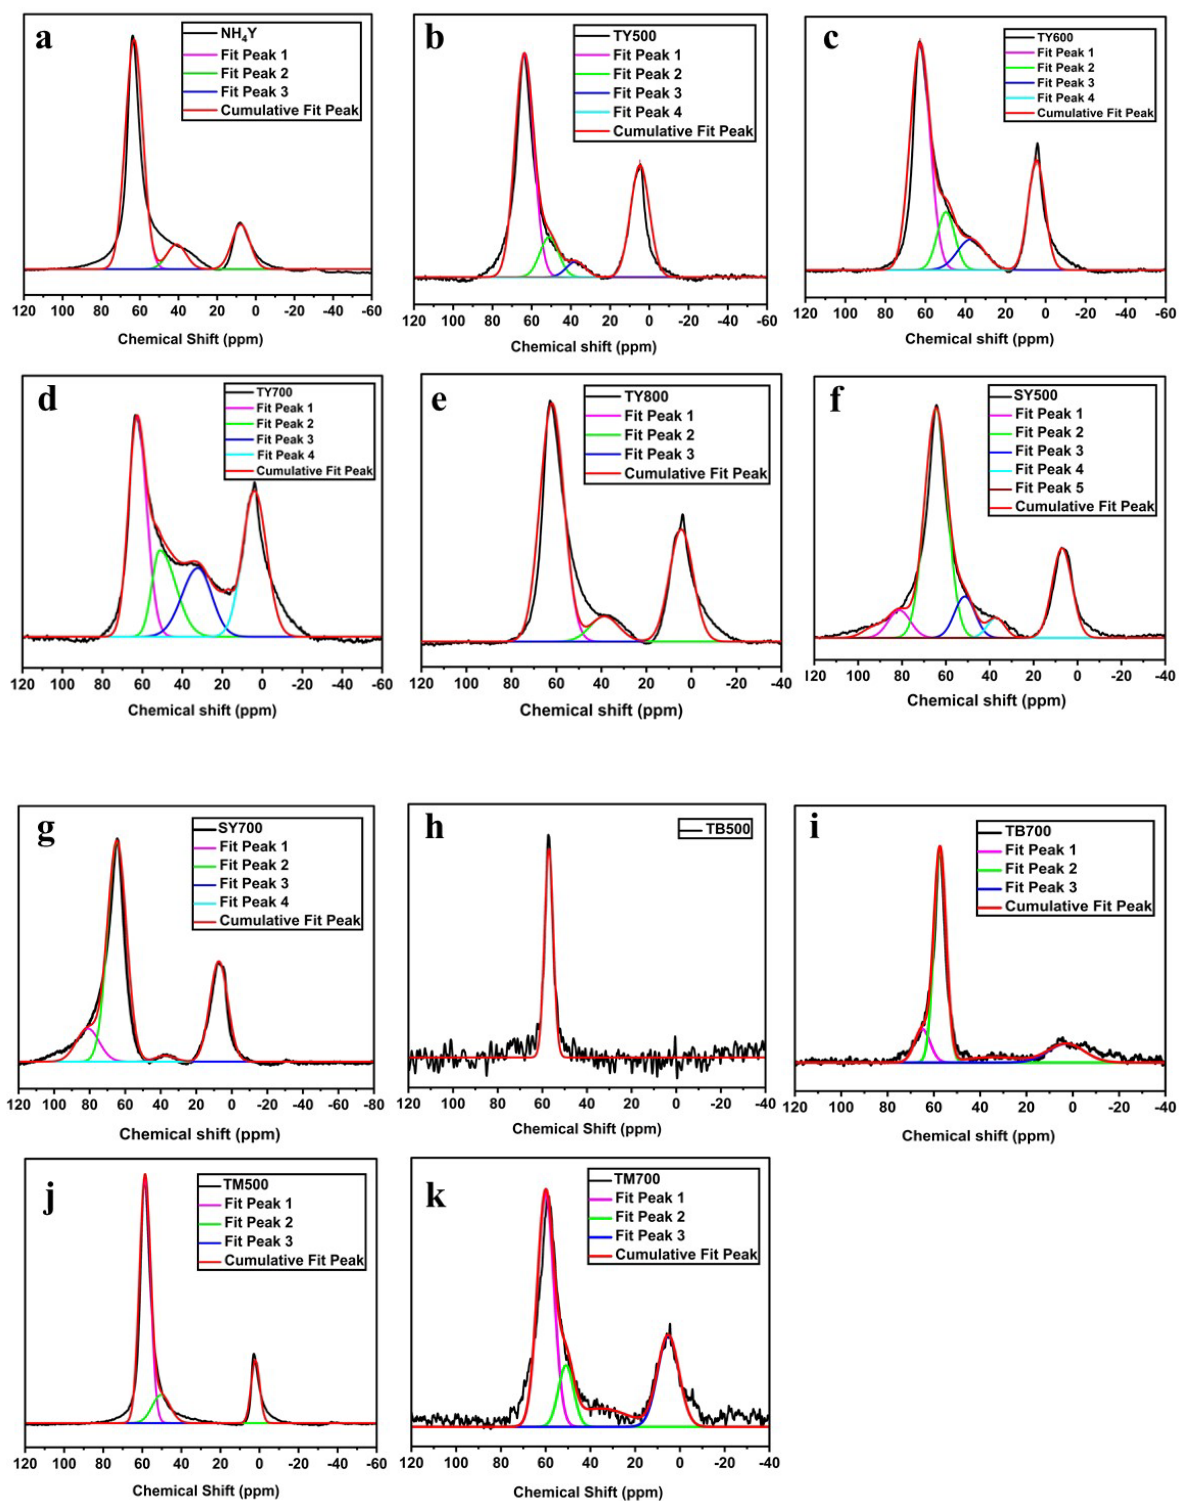 a
NH4Y
Fit Peak 1
Fit Peak 2
Fit Peak 3
Cumulative Fit Peak
120 100 80 60 40 20 0 -20 -40 -60
Chemical Shift (ppm)
b
TY500
Fit Peak 1
Fit Peak 2
Fit Peak 3
Fit Peak 4
Cumulative Fit Peak
120 100 80 60 40 20 0 -20 -40 -60
Chemical shift (ppm)
c
TY600
Fit Peak 1
Fit Peak 2
Fit Peak 3
Fit Peak 4
Cumulative Fit Peak
120 100 80 60 40 20 0 -20 -40 -60
Chemical shift (ppm)
d
TY700
Fit Peak 1
Fit Peak 2
Fit Peak 3
Fit Peak 4
Cumulative Fit Peak
120 100 80 60 40 20 0 -20 -40 -60
Chemical shift (ppm)
e
TY800
Fit Peak 1
Fit Peak 2
Fit Peak 3
Cumulative Fit Peak
120 100 80 60 40 20 0 -20 -40
Chemical shift (ppm)
f
SY500
Fit Peak 1
Fit Peak 2
Fit Peak 3
Fit Peak 4
Fit Peak 5
Cumulative Fit Peak
120 100 80 60 40 20 0 -20 -40
Chemical shift (ppm)
g
SY700
Fit Peak 1
Fit Peak 2
Fit Peak 3
Fit Peak 4
Cumulative Fit Peak
120 100 80 60 40 20 0 -20 -40 -60 -80
Chemical shift (ppm)
h
TB500
120 100 80 60 40 20 0 -20 -40
Chemical Shift (ppm)
i
TB700
Fit Peak 1
Fit Peak 2
Fit Peak 3
Cumulative Fit Peak
120 100 80 60 40 20 0 -20 -40
Chemical shift (ppm)
j
TM500
Fit Peak 1
Fit Peak 2
Fit Peak 3
Cumulative Fit Peak
120 100 80 60 40 20 0 -20 -40 -60
Chemical Shift (ppm)
k
TM700
Fit Peak 1
Fit Peak 2
Fit Peak 3
Cumulative Fit Peak
120 100 80 60 40 20 0 -20 -40
Chemical Shift (ppm)